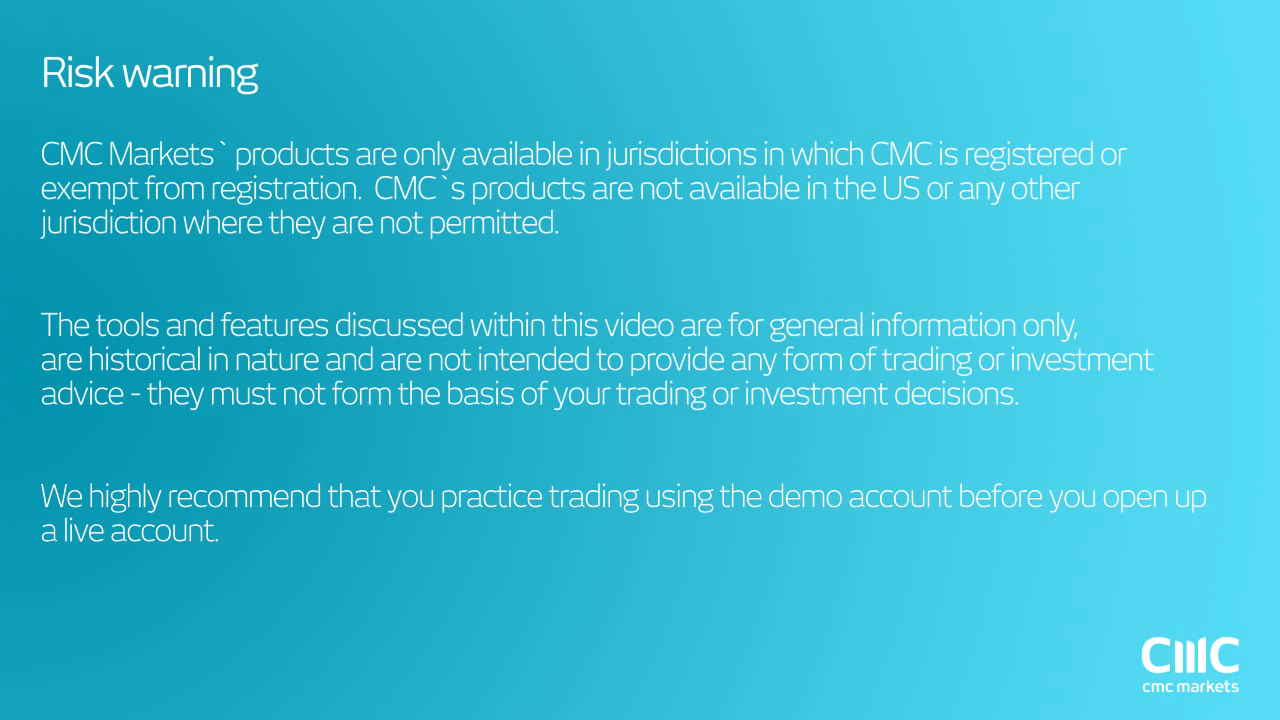 Risk warning
CMC Markets` products are only available in jurisdictions in which CMC is registered or
exempt from registration.  CMC`s products are not available in the US or any other
jurisdiction where they are not permitted.
The tools and features discussed within this video are for general information only,
are historical in nature and are not intended to provide any form of trading or investment
advice - they must not form the basis of your trading or investment decisions.
We highly recommend that you practice trading using the demo account before you open up
a live account.
CMC
cmc markets